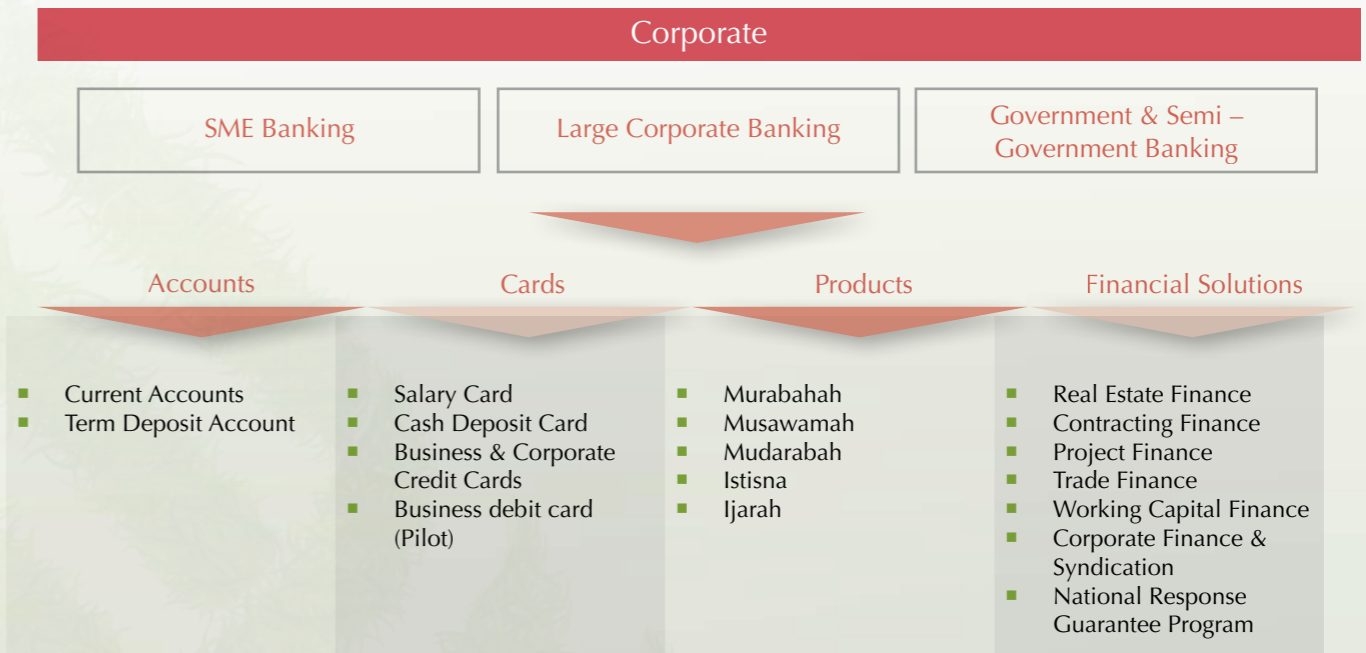 Corporate
SME Banking
Large Corporate Banking
Government & Semi –
Government Banking
Accounts
Cards
Products
Financial Solutions
▪ Current Accounts
▪ Term Deposit Account
▪ Salary Card
▪ Cash Deposit Card
▪ Business & Corporate
Credit Cards
▪ Business debit card
(Pilot)
▪ Murabahah
▪ Musawamah
▪ Mudarabah
▪ Istisna
▪ Ijarah
▪ Real Estate Finance
▪ Contracting Finance
▪ Project Finance
▪ Trade Finance
▪ Working Capital Finance
▪ Corporate Finance &
Syndication
▪ National Response
Guarantee Program